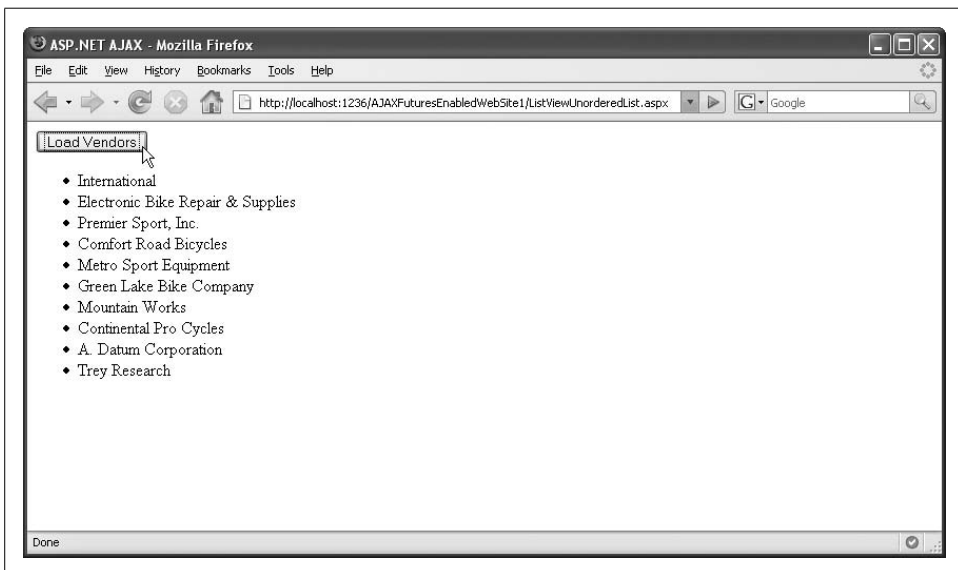 ASP.NET AJAX - Mozilla Firefox
File Edit View History Bookmarks Tools Help
http://localhost:1236/AJAXFuturesEnabledWebSite1/ListViewUnorderedList.aspx G Google
Load Vendors
• International
• Electronic Bike Repair & Supplies
• Premier Sport, Inc.
• Comfort Road Bicycles
• Metro Sport Equipment
• Green Lake Bike Company
• Mountain Works
• Continental Pro Cycles
• A. Datum Corporation
• Trey Research
Done